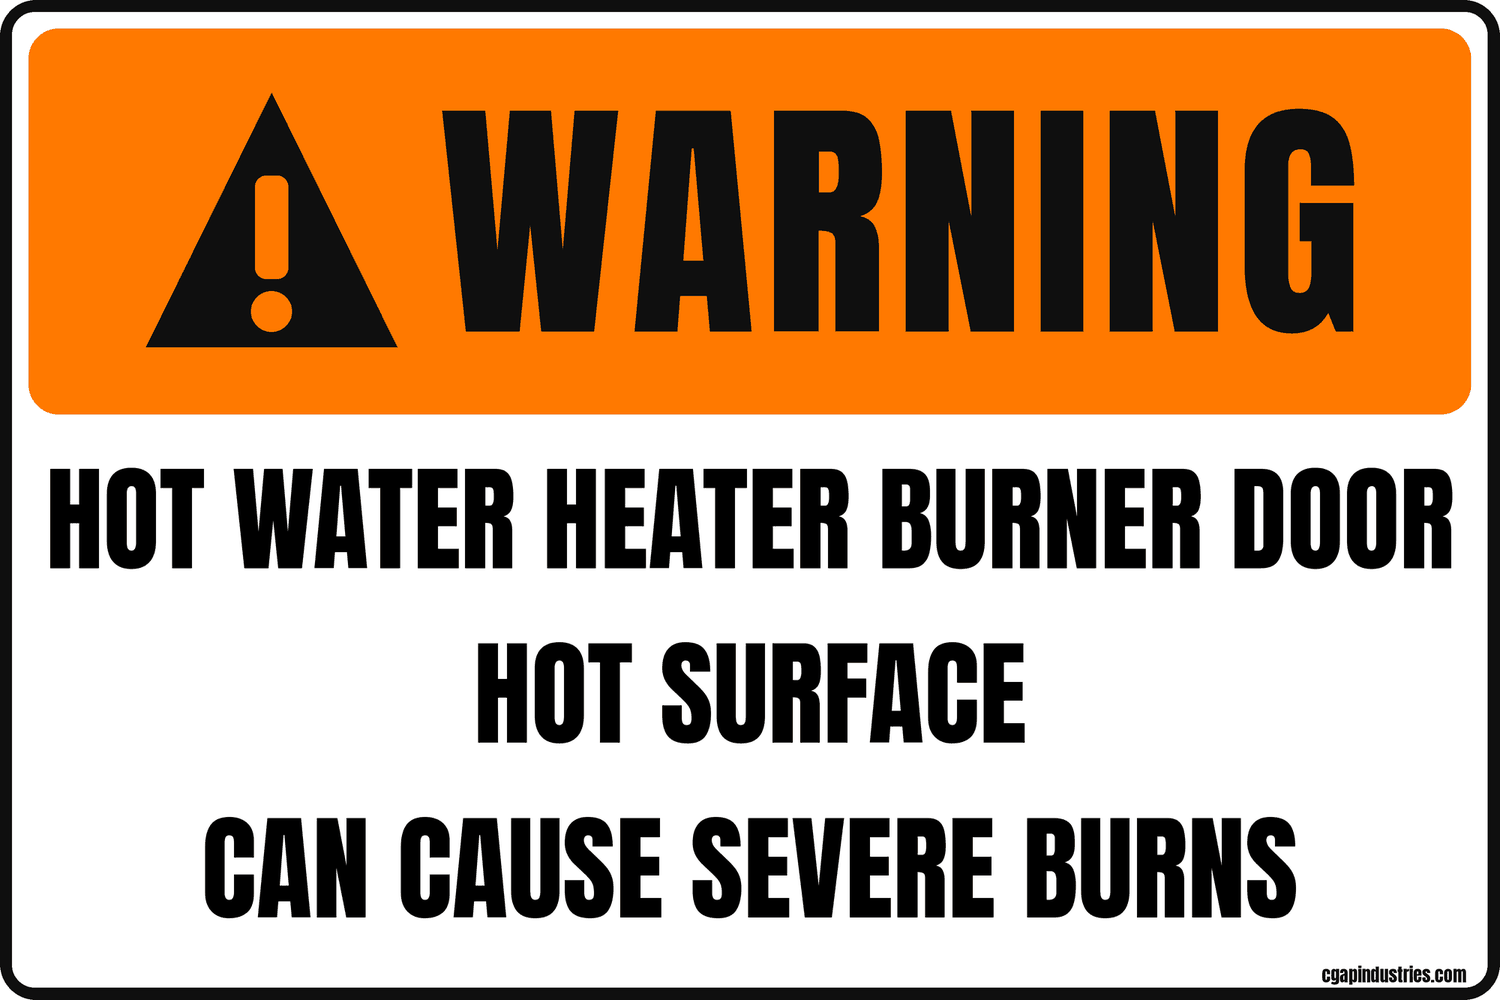 WARNING
HOT WATER HEATER BURNER DOOR
HOT SURFACE
CAN CAUSE SEVERE BURNS
cgapindustries.com